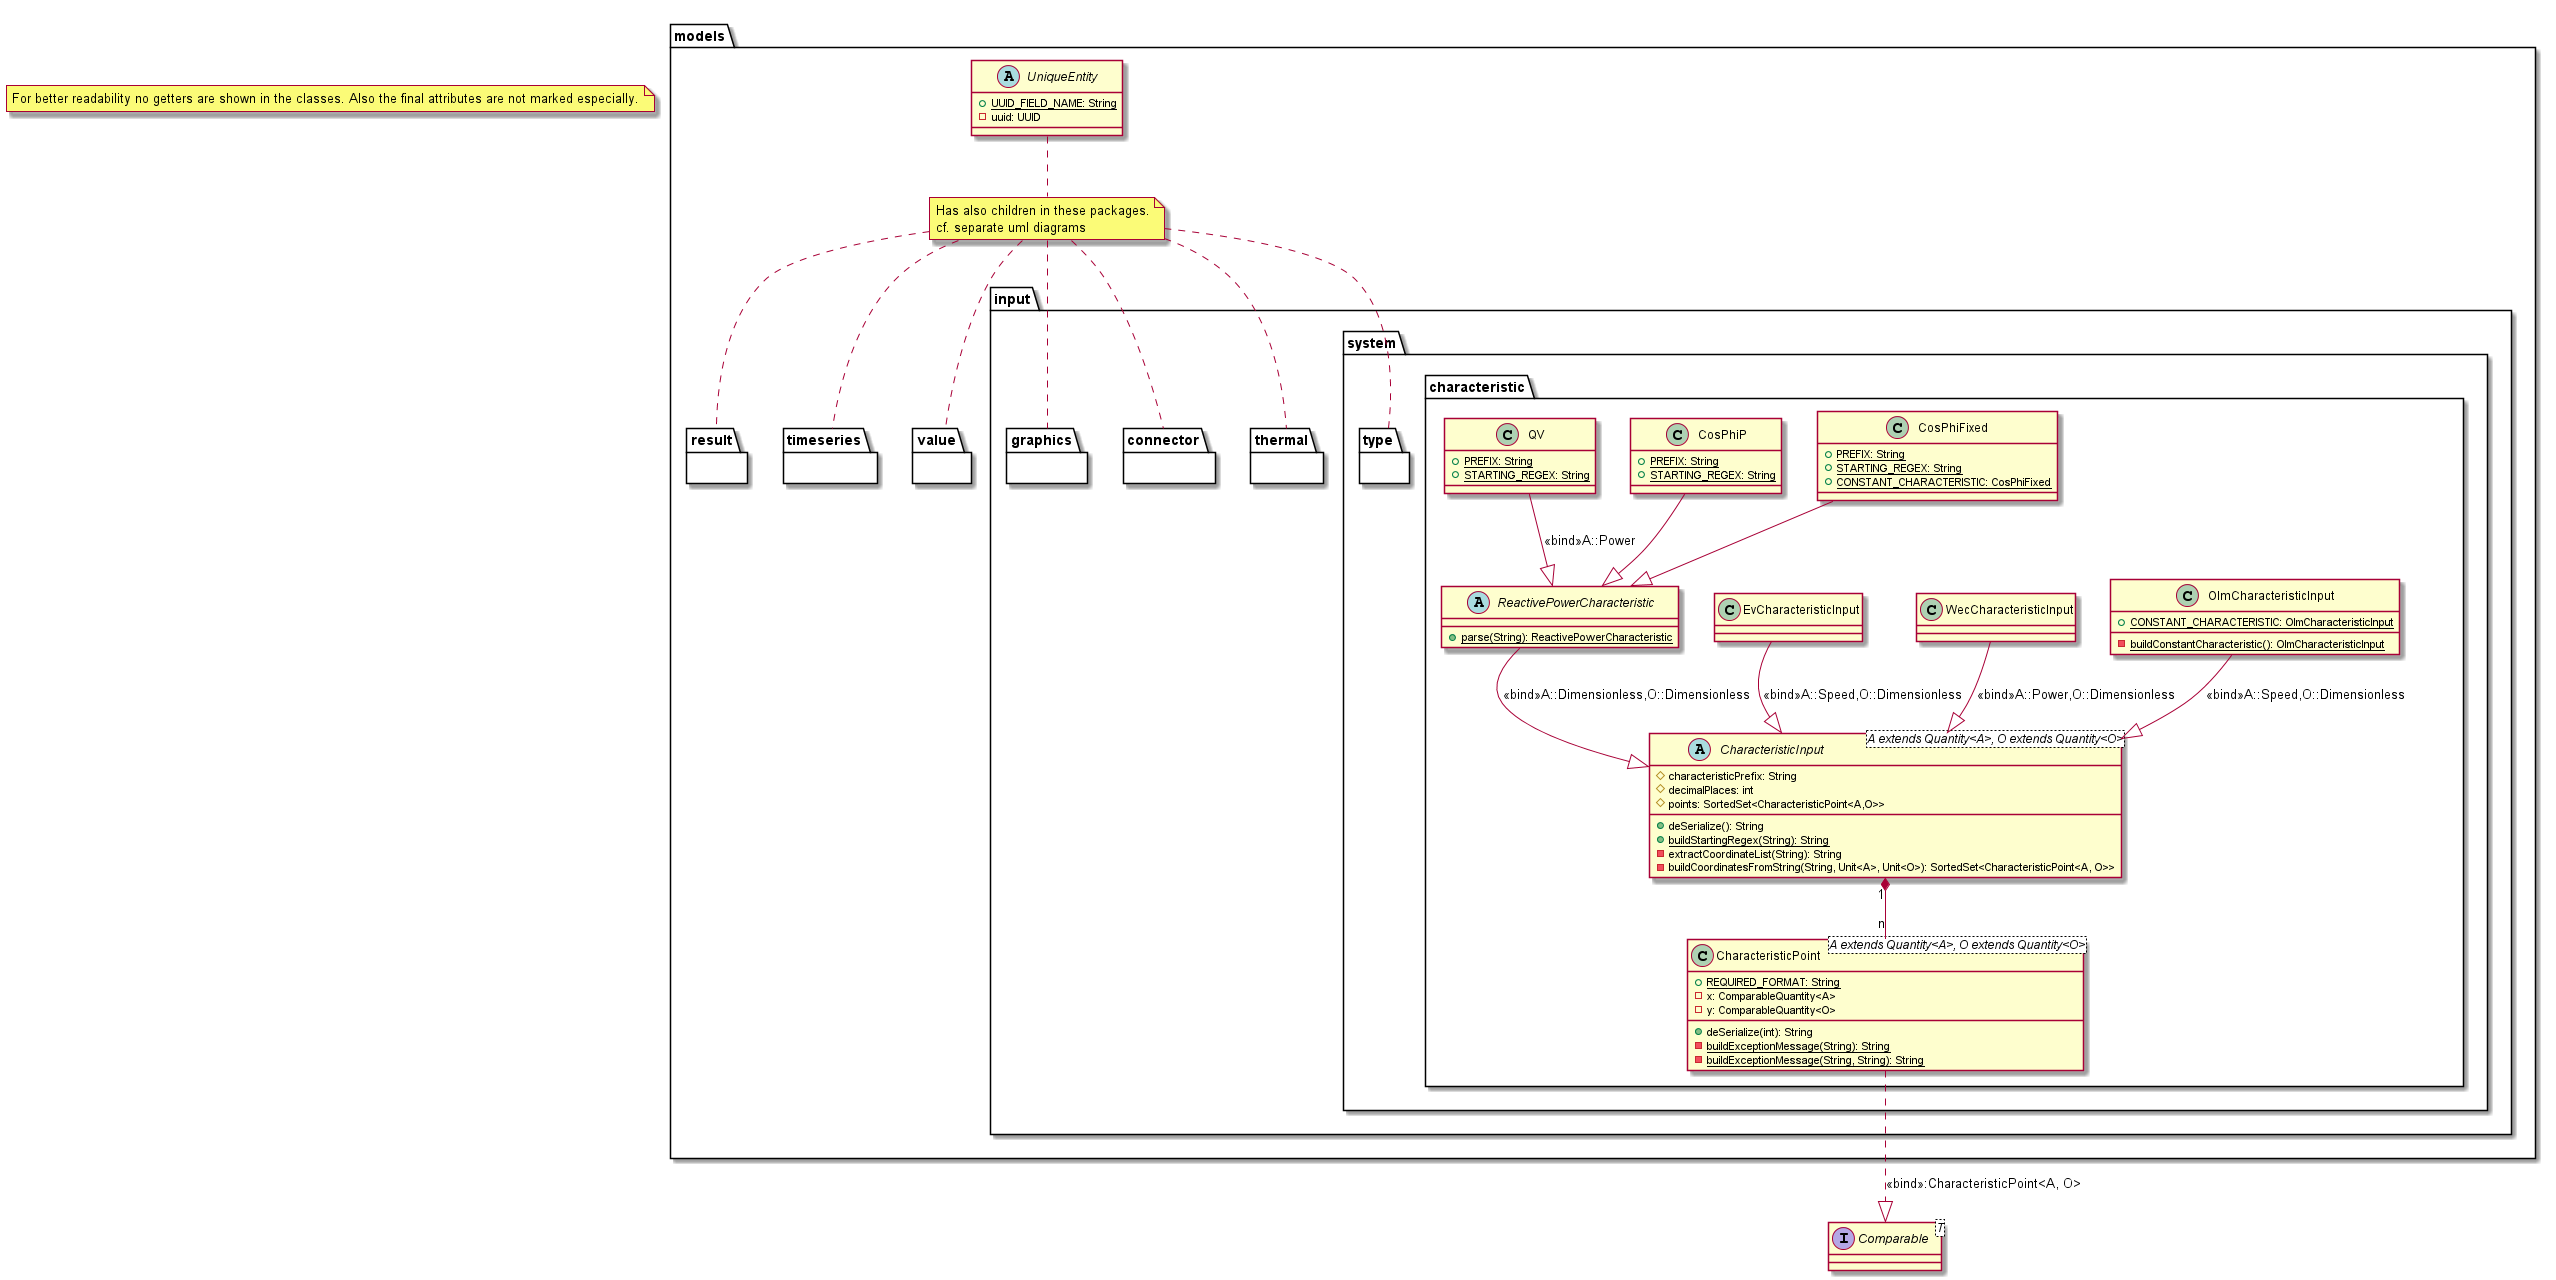 models
For better readability no getters are shown in the classes. Also the final attributes are not marked especially.
A UniqueEntity
UUID_FIELD_NAME: String
uuid: UUID
Has also children in these packages.
cf. separate uml diagrams
input
system
characteristic
result
timeseries
value
graphics
connector
thermal
type
C QV
PREFIX: String
STARTING_REGEX: String
C CosPhiP
PREFIX: String
STARTING_REGEX: String
C CosPhiFixed
PREFIX: String
STARTING_REGEX: String
CONSTANT_CHARACTERISTIC: CosPhiFixed
«bind»A::Power
A ReactivePowerCharacteristic
parse(String): ReactivePowerCharacteristic
C EvCharacteristicInput
C WecCharacteristicInput
C OlmCharacteristicInput
CONSTANT_CHARACTERISTIC: OlmCharacteristicInput
buildConstantCharacteristic(): OlmCharacteristicInput
«bind»A::Dimensionless,O::Dimensionless
«bind»A::Speed,O::Dimensionless
«bind»A::Power,O::Dimensionless
«bind»A::Speed,O::Dimensionless
A CharacteristicInput
A extends Quantity<A>, O extends Quantity<O>
characteristicPrefix: String
decimalPlaces: int
points: SortedSet<CharacteristicPoint<A,O>>
deSerialize(): String
buildStartingRegex(String): String
extractCoordinateList(String): String
buildCoordinatesFromString(String, Unit<A>, Unit<O>): SortedSet<CharacteristicPoint<A, O>>
1
n
C CharacteristicPoint
A extends Quantity<A>, O extends Quantity<O>
REQUIRED_FORMAT: String
x: ComparableQuantity<A>
y: ComparableQuantity<O>
deSerialize(int): String
buildExceptionMessage(String): String
buildExceptionMessage(String, String): String
«bind»:CharacteristicPoint<A, O>
I Comparable
T